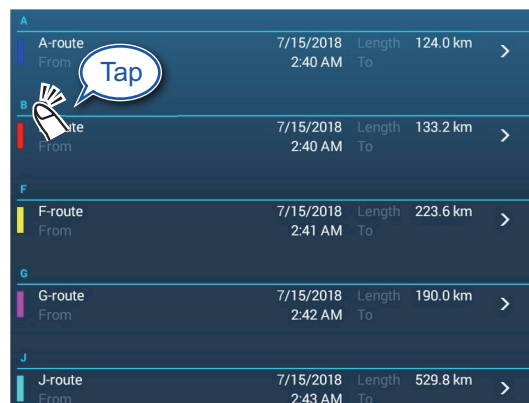 A
A-route 7/15/2018 Length 124.0 km
From 2:40 AM To
Tap
B
ute 7/15/2018 Length 133.2 km
From 2:40 AM To
F
F-route 7/15/2018 Length 223.6 km
From 2:41 AM To
G
G-route 7/15/2018 Length 190.0 km
From 2:42 AM To
J
J-route 7/15/2018 Length 529.8 km
From 2:43 AM To